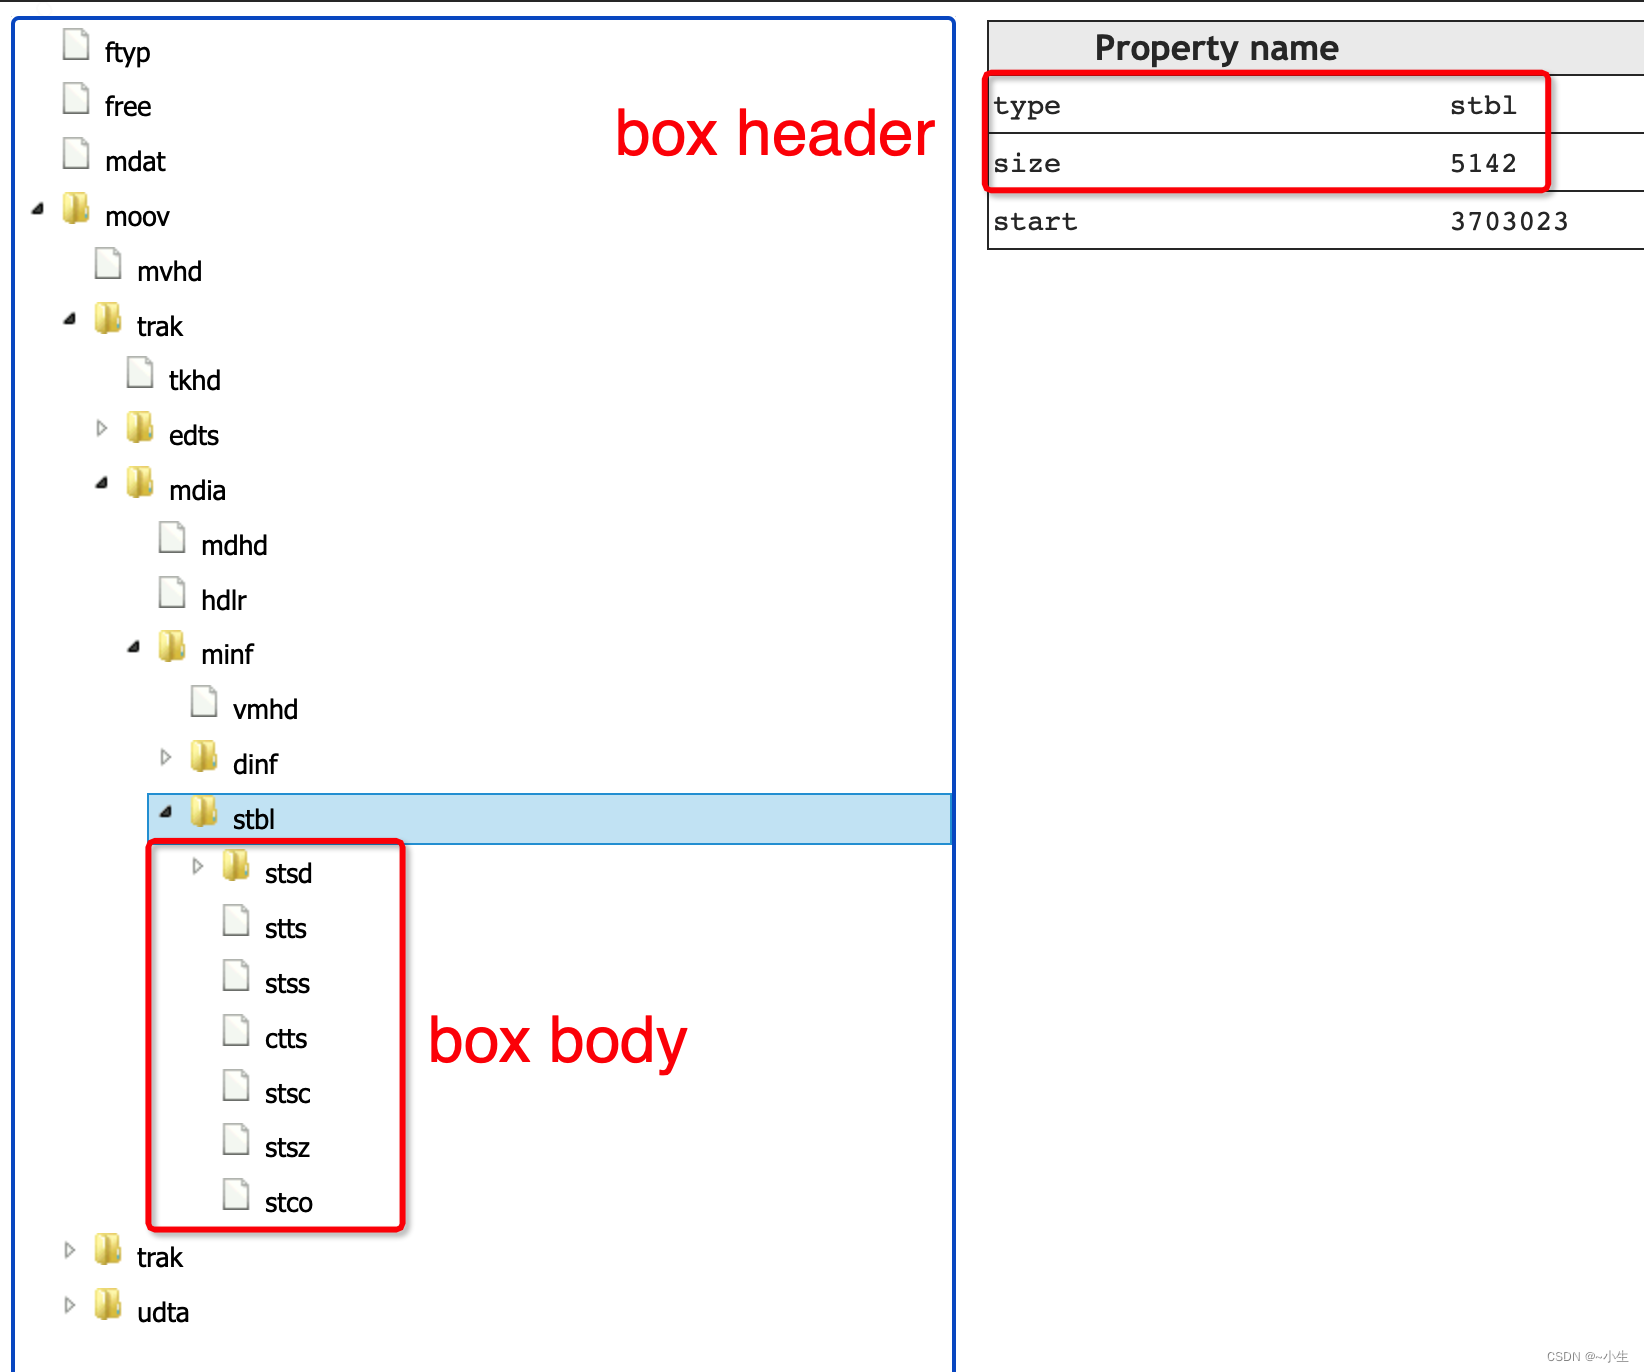 ftyp
free
mdat
moov
mvhd
trak
tkhd
edts
mdia
mdhd
hdlr
minf
vmhd
dinf
stbl
stsd
stts
stss
ctts
stsc
stsz
stco
trak
udta
box header
box body
Property name
type stbl
size 5142
start 3703023
CSDN @~小生